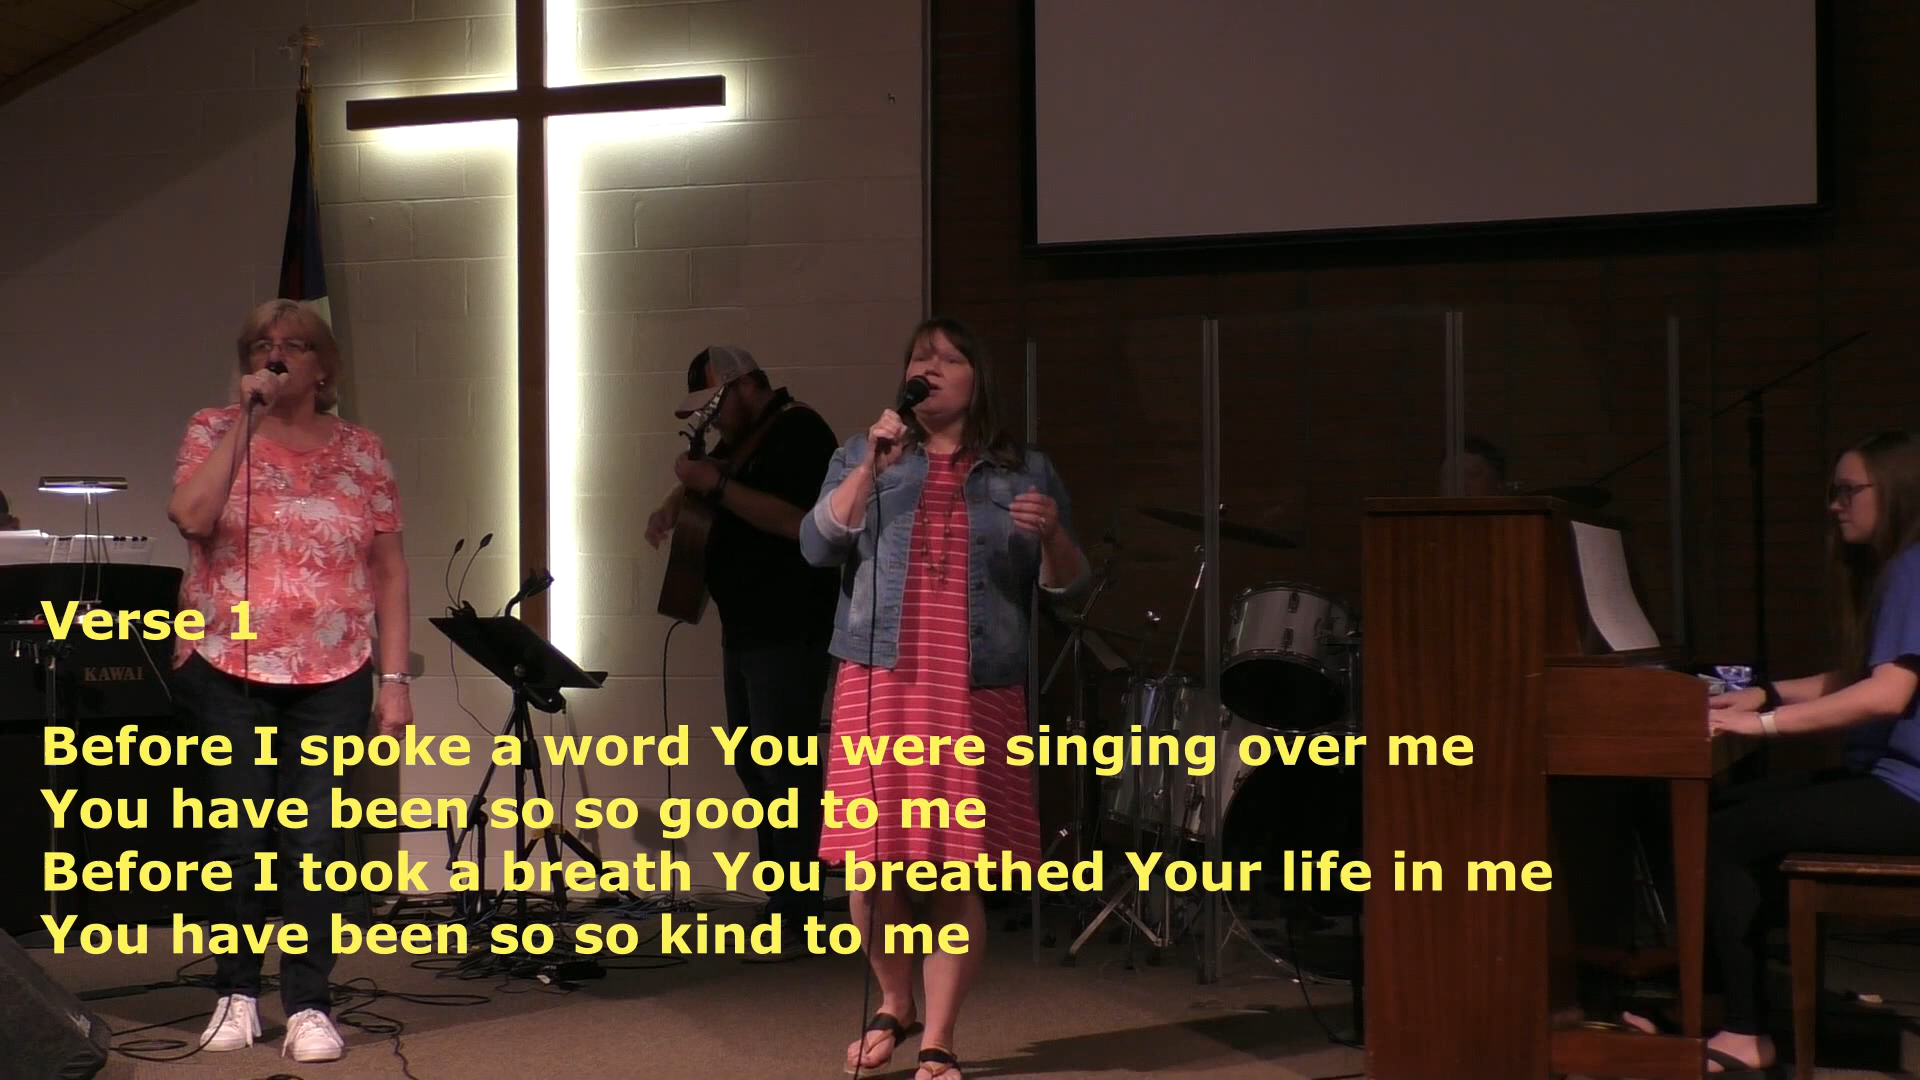 Verse 1
KAWAI
Before I spoke a word You were singing over me
You have been so so good to me
Before I took a breath You breathed Your life in me
You have been so so kind to me